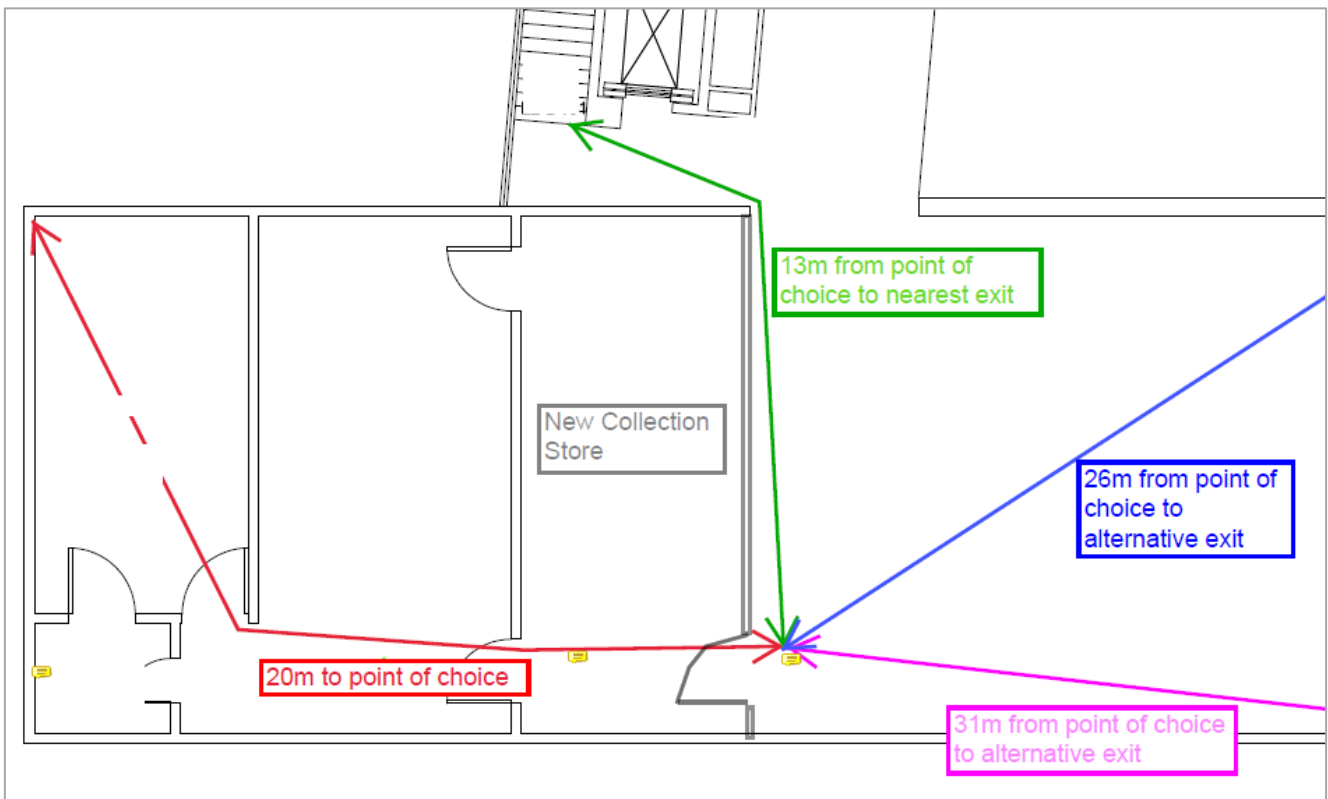 13m from point of
choice to nearest exit
New Collection
Store
26m from point of
choice to
alternative exit
20m to point of choice
31m from point of choice
to alternative exit